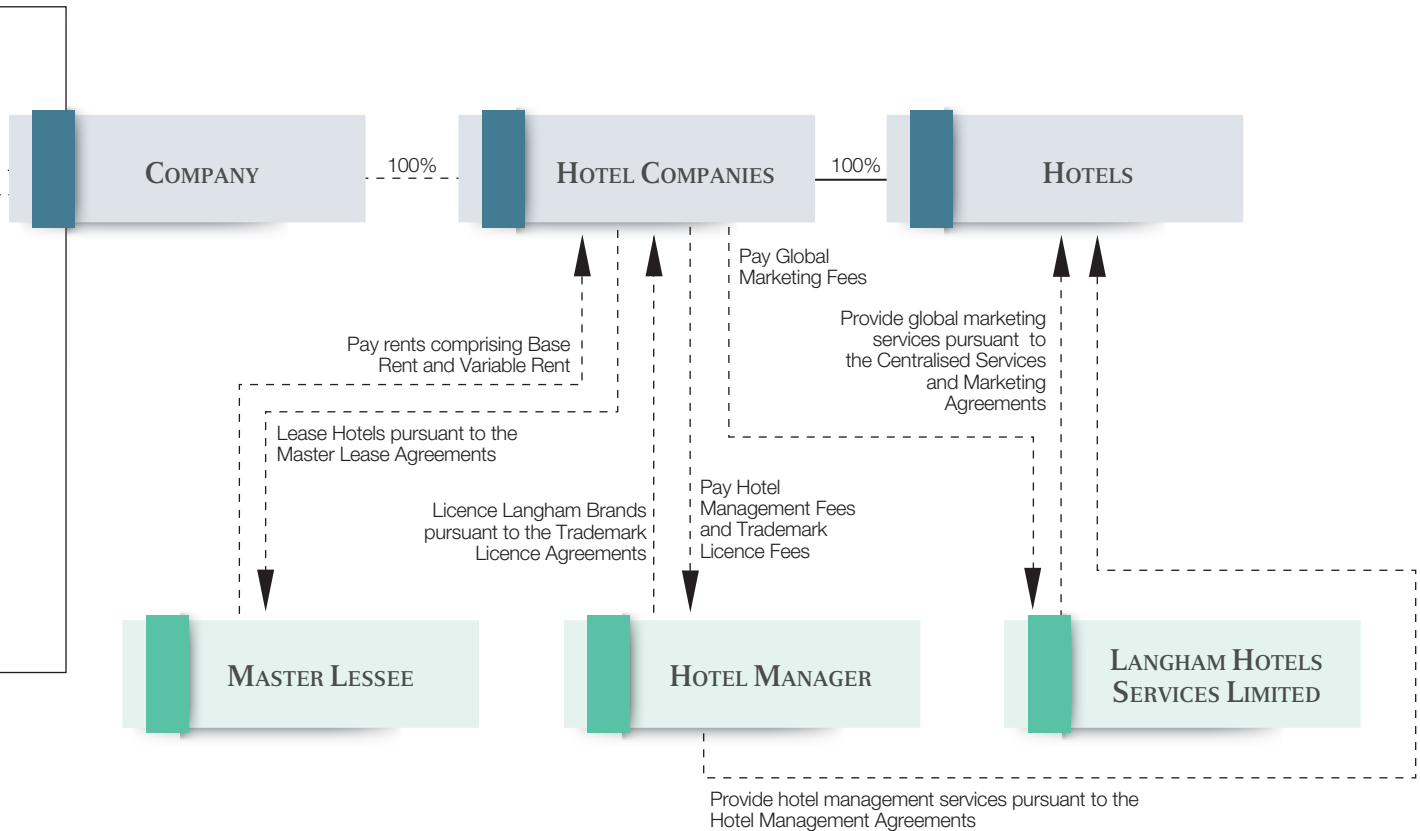 COMPANY
100%
HOTEL COMPANIES
100%
HOTELS
Pay Global
Marketing Fees
Provide global marketing
services pursuant to
the Centralised Services
and Marketing
Agreements
Pay rents comprising Base
Rent and Variable Rent
Lease Hotels pursuant to the
Master Lease Agreements
Licence Langham Brands
pursuant to the Trademark
Licence Agreements
Pay Hotel
Management Fees
and Trademark
Licence Fees
MASTER LESSEE
HOTEL MANAGER
LANGHAM HOTELS
SERVICES LIMITED
Provide hotel management services pursuant to the
Hotel Management Agreements